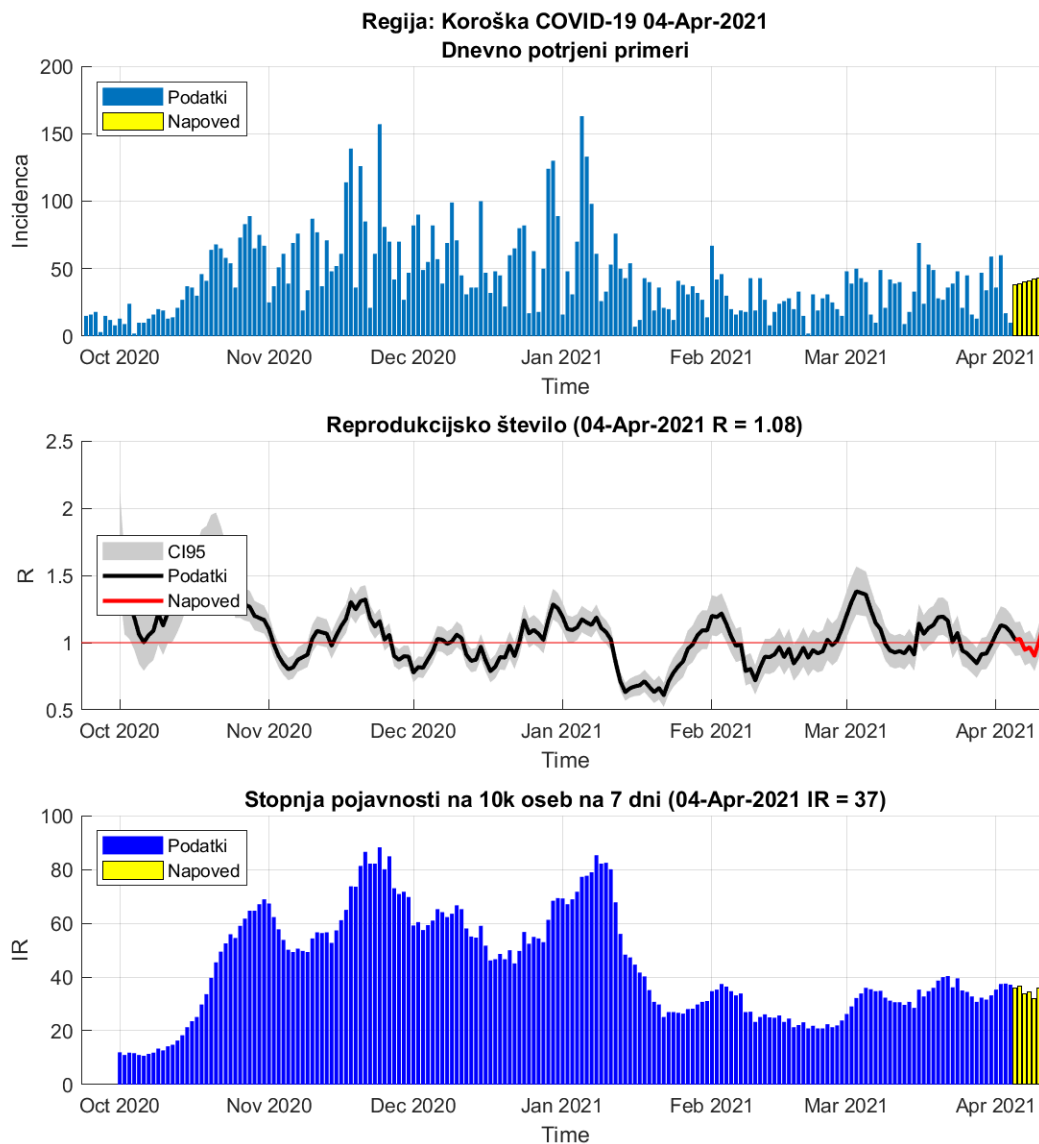 Regija: Koroška COVID-19 04-Apr-2021
Dnevno potrjeni primeri
200
150
100
50
0
Incidenca
Podatki
Napoved
Oct 2020 Nov 2020 Dec 2020 Jan 2021 Feb 2021 Mar 2021 Apr 2021
Time
Reprodukcijsko število (04-Apr-2021 R = 1.08)
2.5
2
1.5
1
0.5
R
CI95
Podatki
Napoved
Oct 2020 Nov 2020 Dec 2020 Jan 2021 Feb 2021 Mar 2021 Apr 2021
Time
Stopnja pojavnosti na 10k oseb na 7 dni (04-Apr-2021 IR = 37)
100
80
60
40
20
0
IR
Podatki
Napoved
Oct 2020 Nov 2020 Dec 2020 Jan 2021 Feb 2021 Mar 2021 Apr 2021
Time